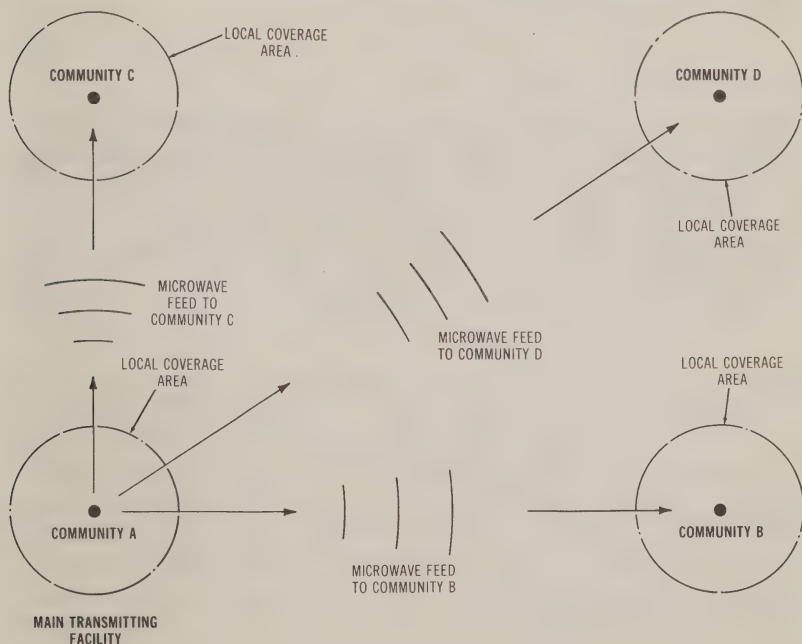 LOCAL COVERAGE
AREA.
COMMUNITY C
COMMUNITY D
LOCAL COVERAGE
AREA
MICROWAVE
FEED TO
COMMUNITY C
MICROWAVE FEED
TO COMMUNITY D
LOCAL COVERAGE
AREA
LOCAL COVERAGE
AREA
COMMUNITY A
COMMUNITY B
MICROWAVE FEED
TO COMMUNITY B
MAIN TRANSMITTING
FACILITY